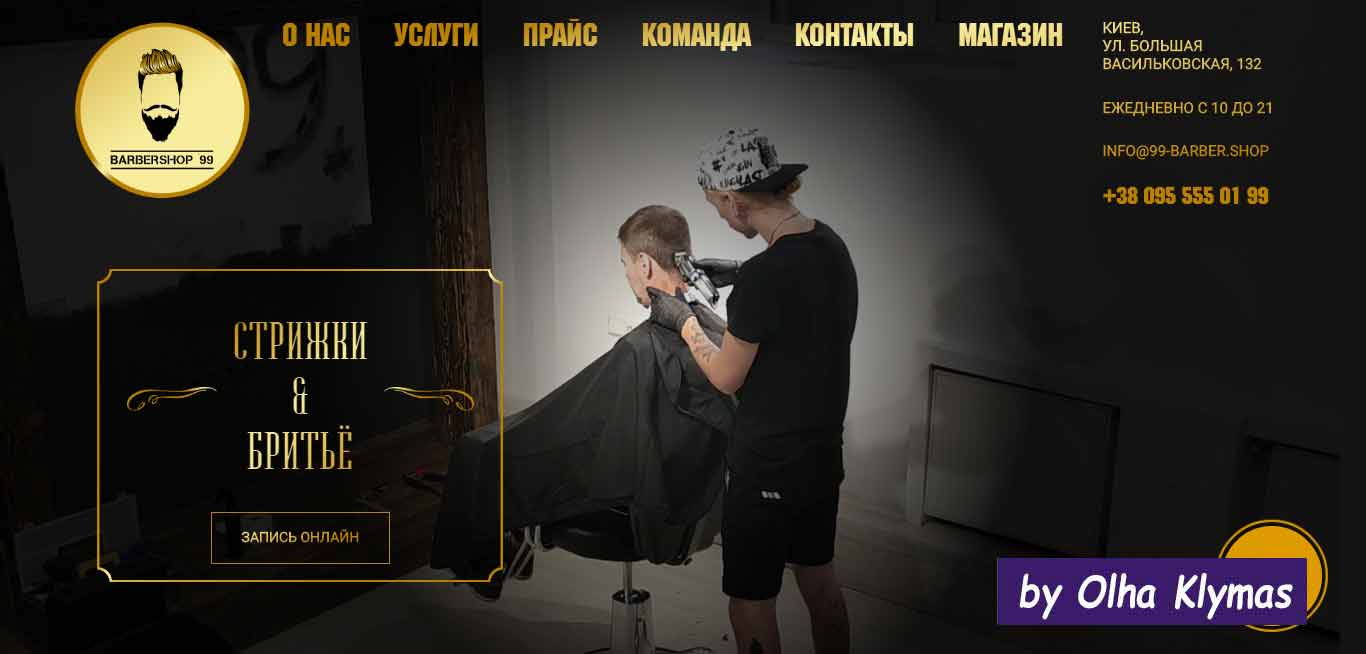 BARBERSHOP 99
О НАС
УСЛУГИ
ПРАЙС
КОМАНДА
КОНТАКТЫ
МАГАЗИН
КИЕВ,
УЛ. БОЛЬШАЯ
ВАСИЛЬКОВСКАЯ, 132
ЕЖЕДНЕВНО С 10 ДО 21
INFO@99-BARBER.SHOP
+38 095 555 01 99
СТРИЖКИ
&
БРИТЬЁ
ЗАПИСЬ ОНЛАЙН
by Olha Klymas